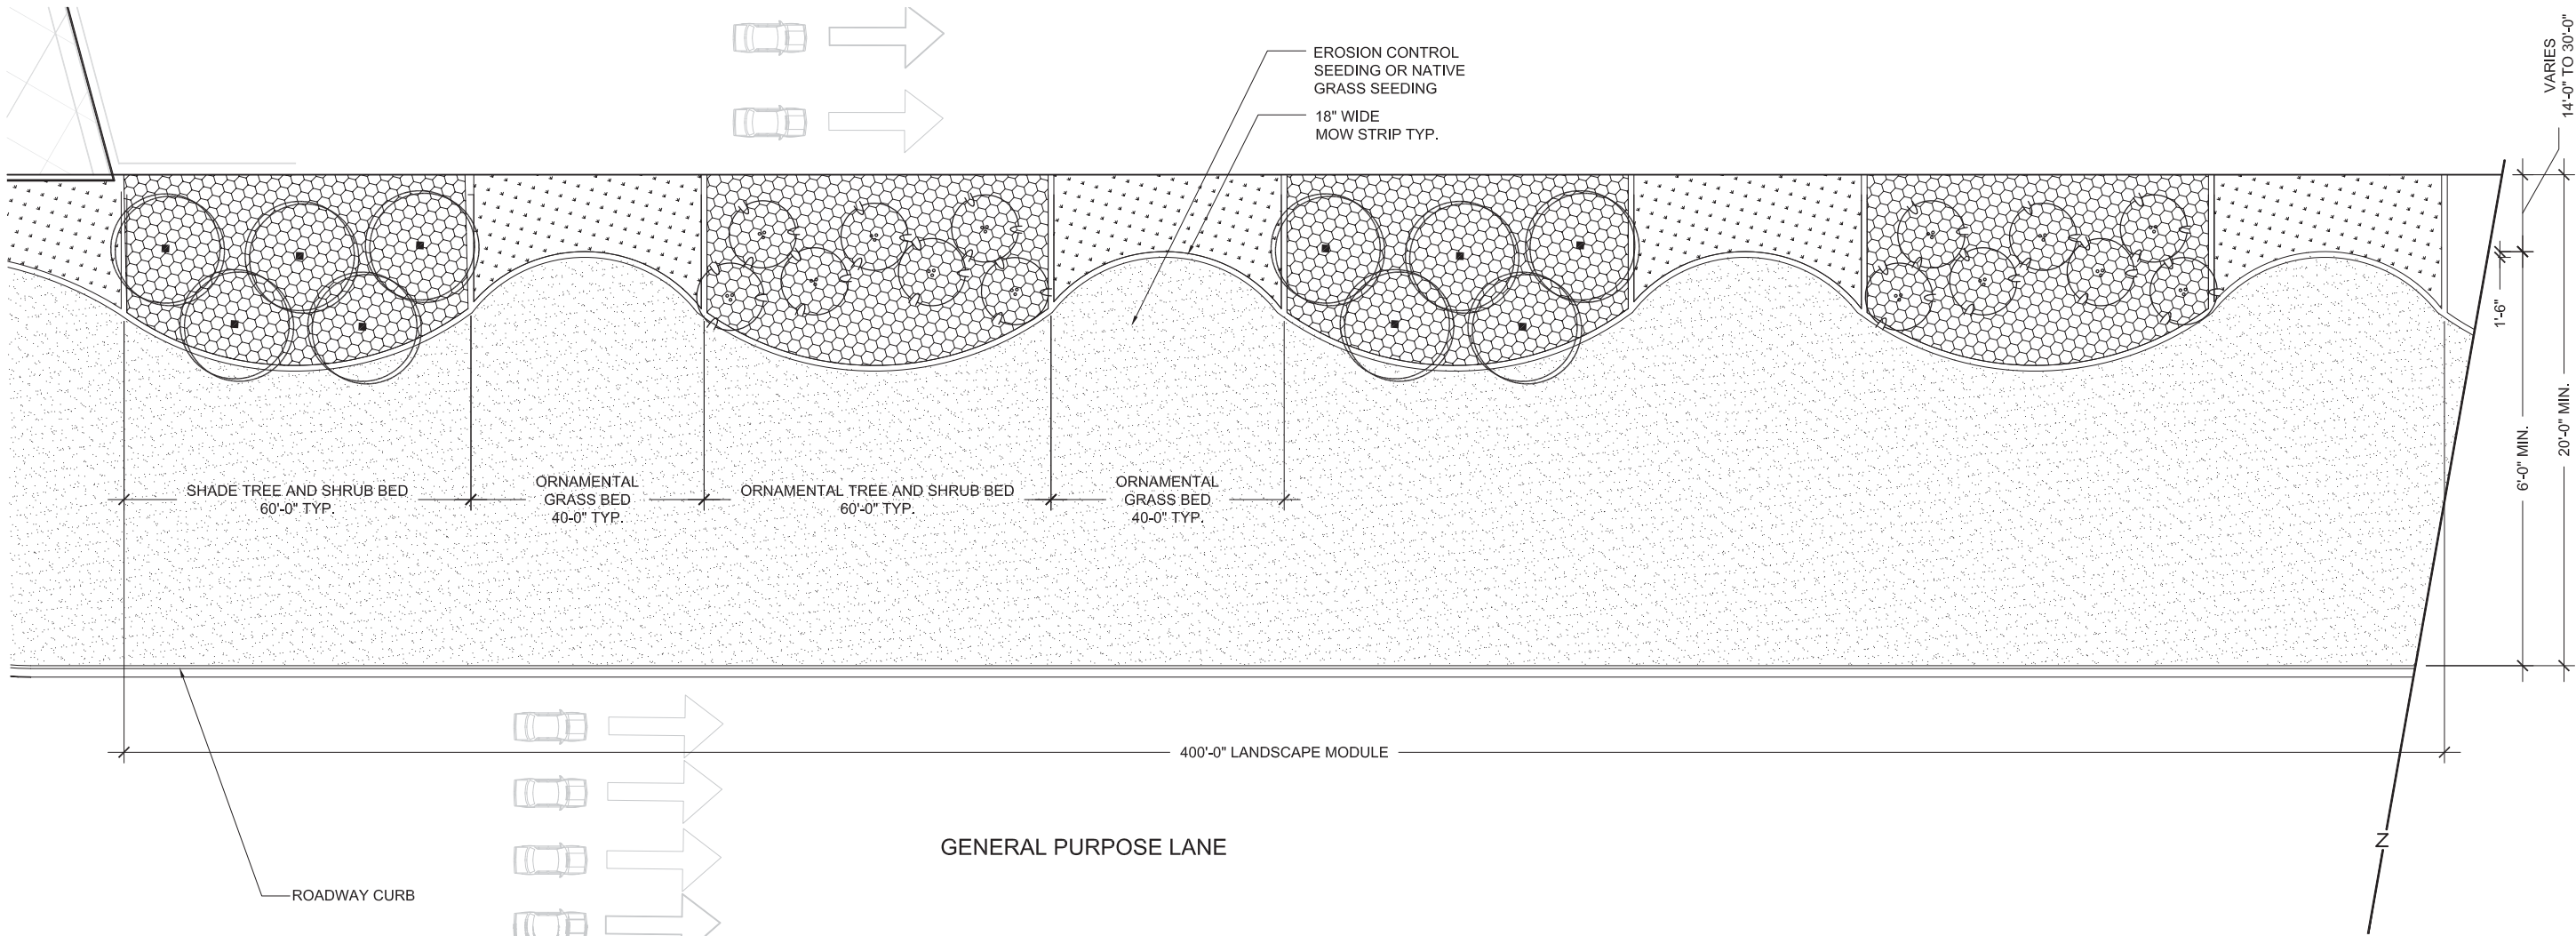 EROSION CONTROL
SEEDING OR NATIVE
GRASS SEEDING
18" WIDE
MOW STRIP TYP.
VARIES
14'-0" TO 30'-0"
1'-6"
6'-0" MIN.
20'-0" MIN.
SHADE TREE AND SHRUB BED
60'-0" TYP.
ORNAMENTAL
GRASS BED
40-0" TYP.
ORNAMENTAL TREE AND SHRUB BED
60'-0" TYP.
ORNAMENTAL
GRASS BED
40-0" TYP.
400'-0" LANDSCAPE MODULE
GENERAL PURPOSE LANE
Z
ROADWAY CURB